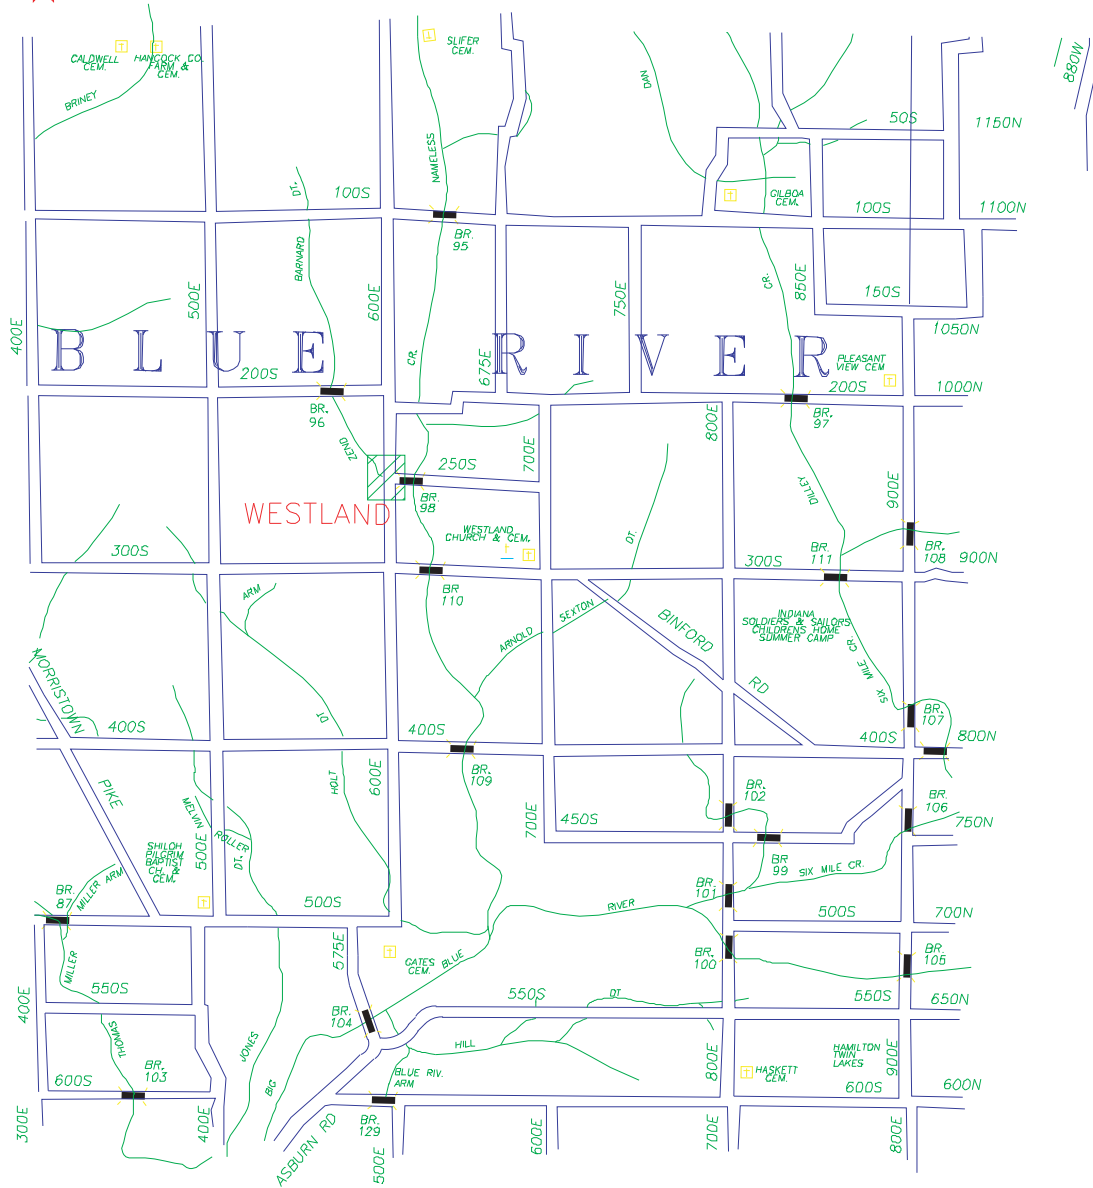 CALDWELL
CEM.
HANCOCK CO.
FARM &
CEM.
BRINEY
SLIFER
CEM.
NAMELESS
DAN
880W
50S
1150N
DT.
100S
GILBOA
CEM.
100S
1100N
BR.
95
BARNARD
500E
600E
400E
750E
CR.
850E
150S
1050N
BLUE RIVER
CR.
675E
PLEASANT
VIEW CEM
200S
200S
1000N
BR.
96
BR.
97
800E
ZEND
250S
700E
BR.
98
WESTLAND
DILLEY
900E
WESTLAND
CHURCH & CEM.
DT.
300S
300S
BR.
111
BR.
108
900N
ARM
BR
110
ARNOLD
SEXTON
BINFORD
RD
INDIANA
SOLDIERS & SAILORS
CHILDRENS HOME
SUMMER CAMP
SIX MILE CR.
MORRISTOWN
PIKE
400S
DT
400S
BR.
109
BR.
107
400S
800N
HOLT
600E
700E
450S
BR.
102
BR.
106
750N
MELVIN
ROLLER
DT.
500E
SHILOH
PILGRIM
BAPTIST
CH. &
CEM.
BR.
87
MILLER ARM
BR
99
SIX MILE CR.
BR.
101
500S
RIVER
500S
700N
575E
GATES
CEM.
BLUE
BR.
100
BR.
105
MILLER
550S
400E
550S
DT
550S
650N
BR.
104
THOMAS
JONES
BIG
HILL
BLUE RIV.
ARM
800E
HASKETT
CEM.
HAMILTON
TWIN
LAKES
900E
600S
BR.
103
600S
600N
300E
400E
ASBURN RD
BR.
129
500E
600E
700E
800E